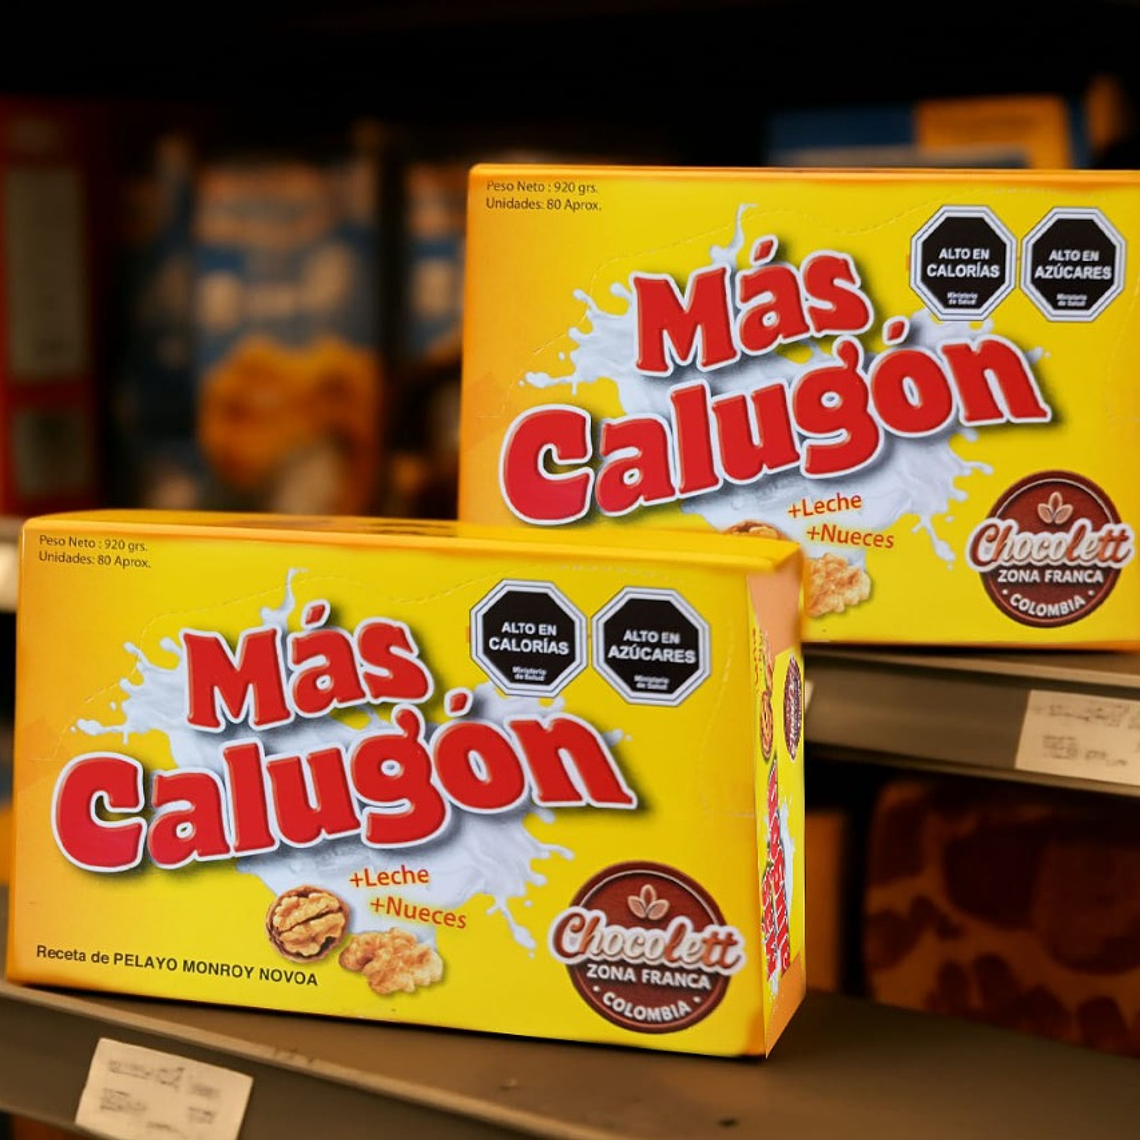 Peso Neto : 920 grs.
Unidades: 80 Aprox.
ALTO EN
CALORÍAS
Ministerio
de Salud
ALTO EN
AZÚCARES
Ministerio
de Salud
Más
Calugón
+Leche
+Nueces
Chocolett
ZONA FRANCA
COLOMBIA
Peso Neto : 920 grs.
Unidades: 80 Aprox.
ALTO EN
CALORÍAS
Ministerio
de Salud
ALTO EN
AZÚCARES
Ministerio
de Salud
Más
Calugón
+Leche
+Nueces
Receta de PELAYO MONROY NOVOA
Chocolett
ZONA FRANCA
COLOMBIA